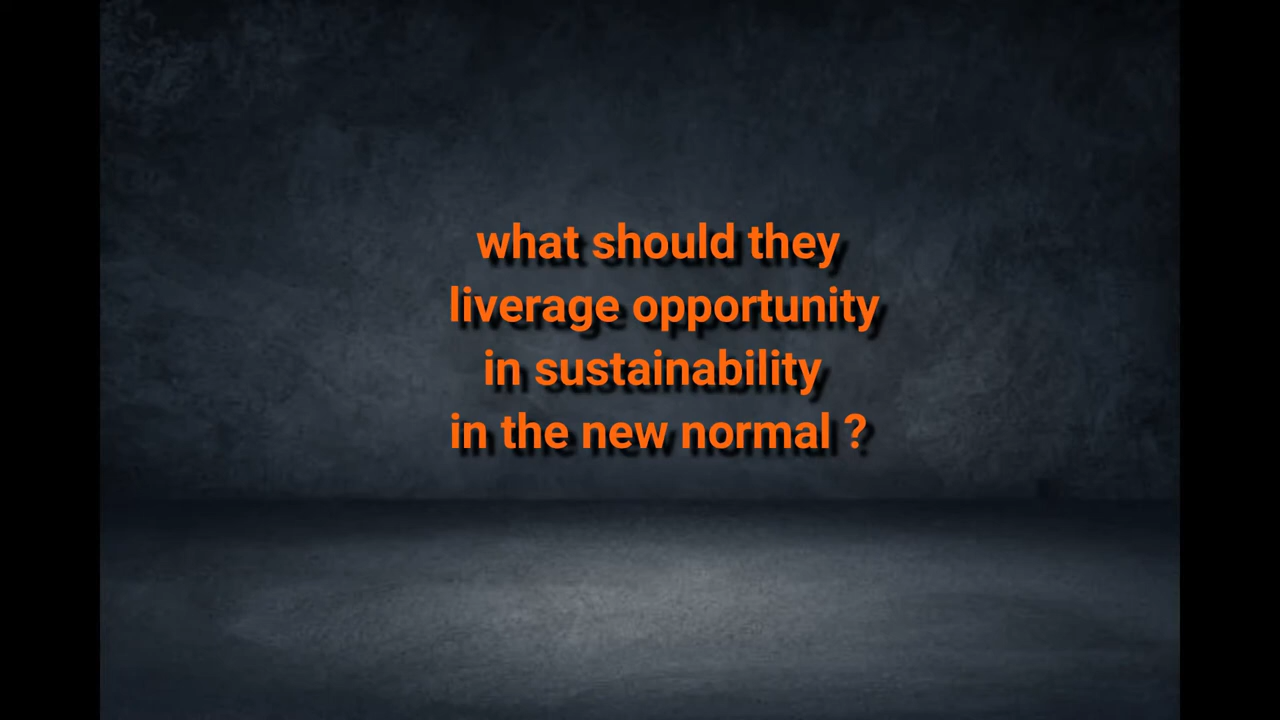 what should they
liverage opportunity
in sustainability
in the new normal ?